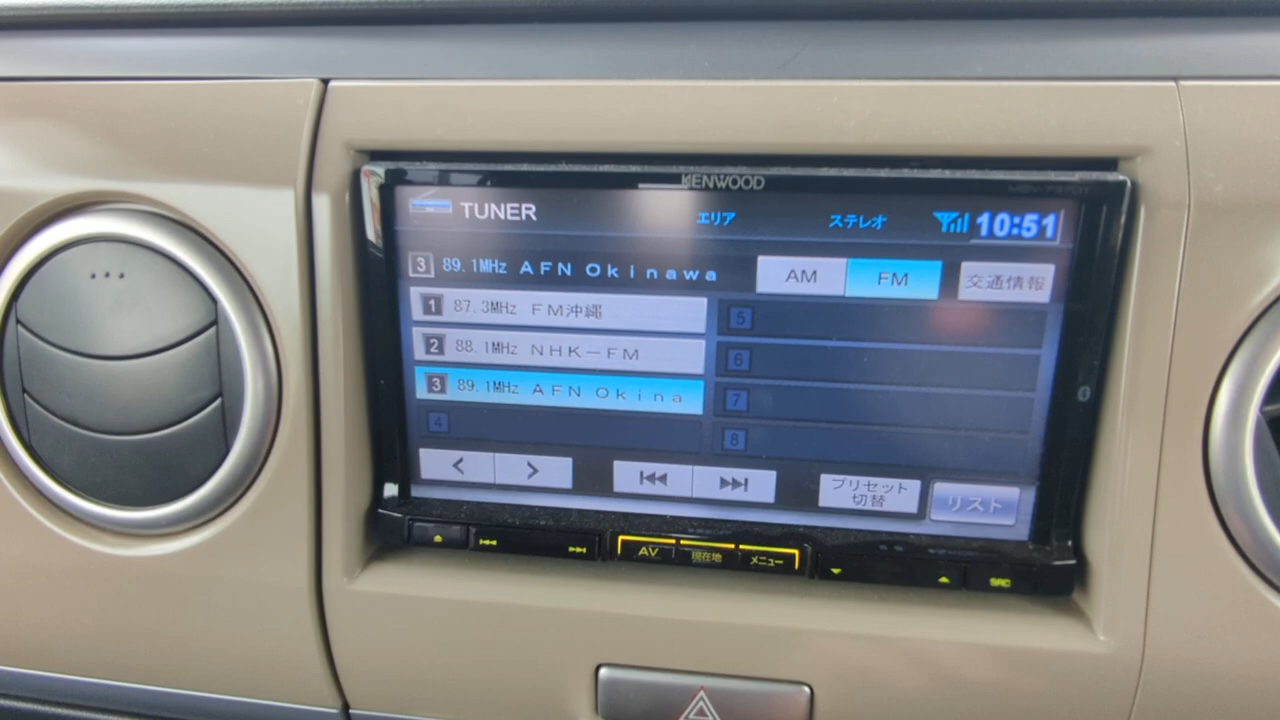 KENWOOD
TUNER エリア ステレオ 10:51
3 89.1MHz AFN Okinawa AM FM 交通情報
1 87.3MHz FM沖縄 5
2 88.1MHz NHK-FM 6
3 89.1MHz AFN Okina 7
4 8
プリセット
切替
リスト
AV 現在地 メニュー SRC